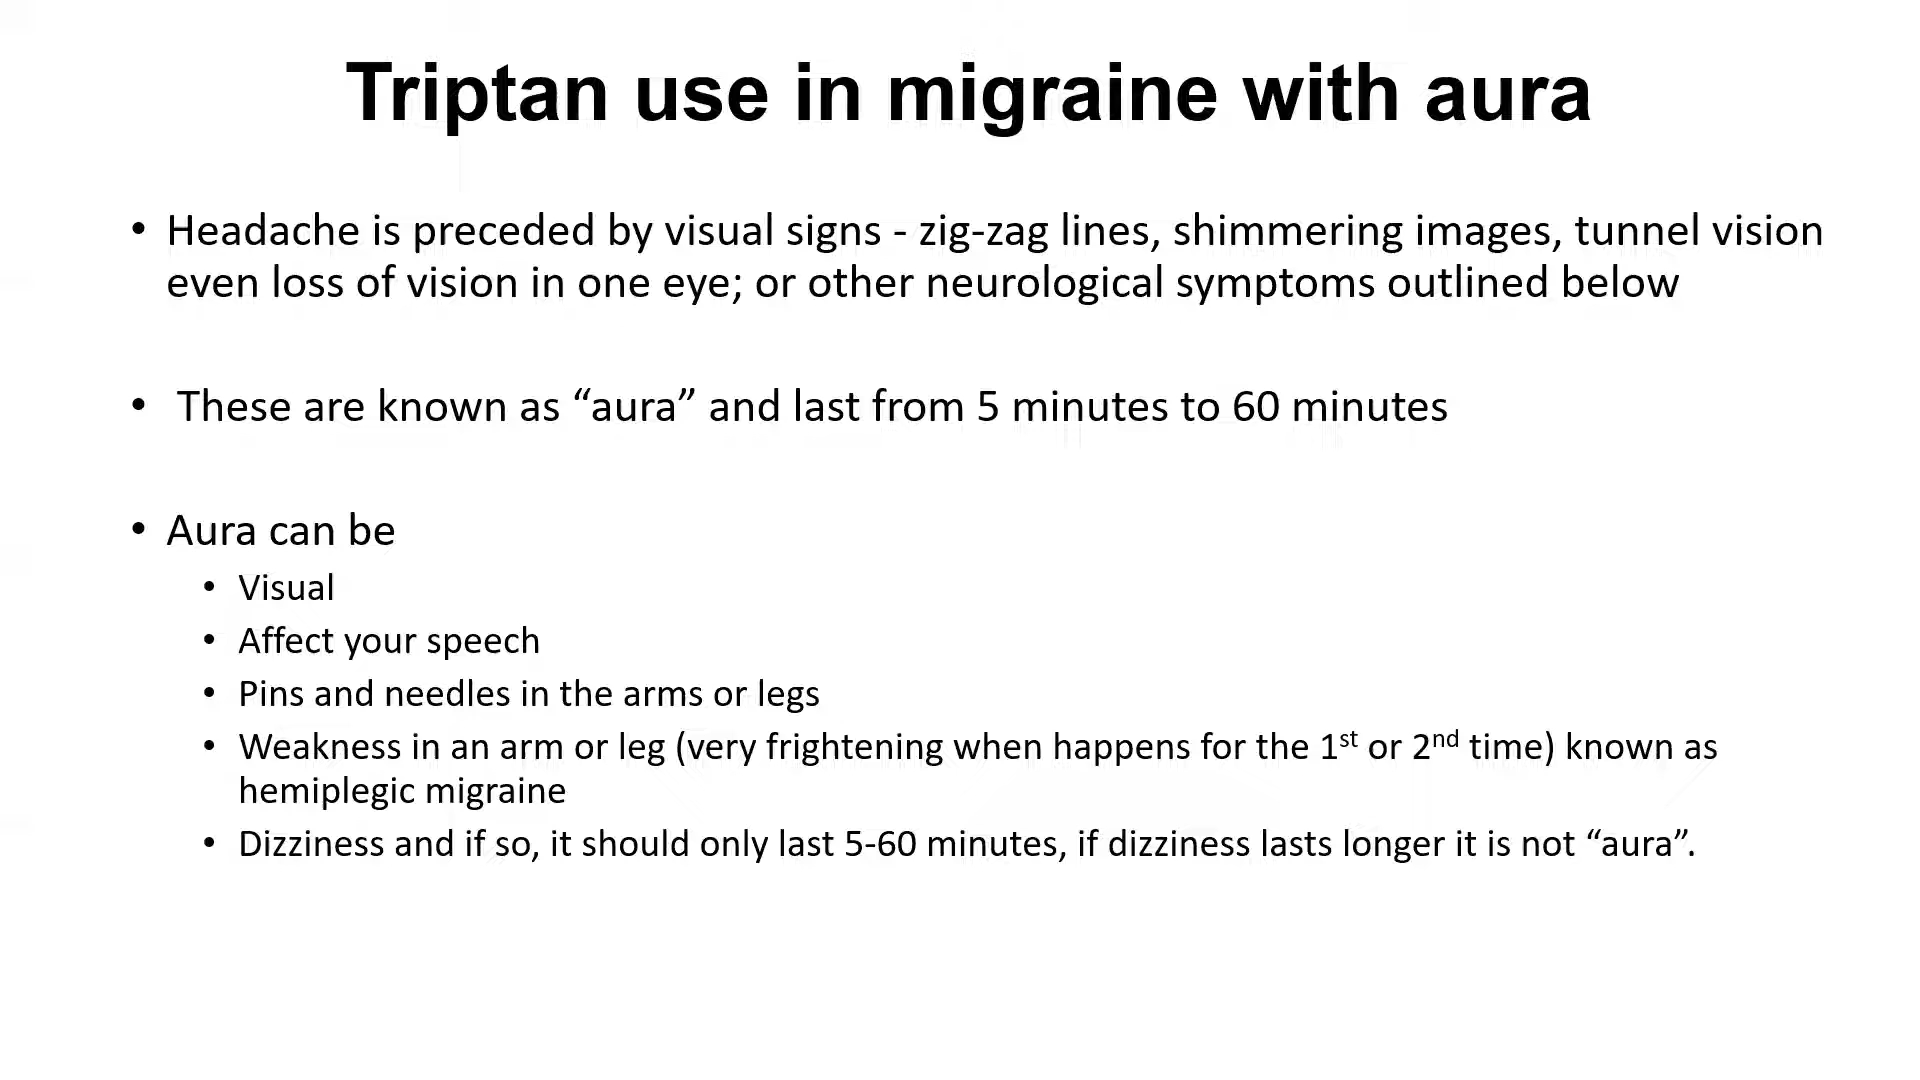 Triptan use in migraine with aura
• Headache is preceded by visual signs - zig-zag lines, shimmering images, tunnel vision
even loss of vision in one eye; or other neurological symptoms outlined below
• These are known as “aura” and last from 5 minutes to 60 minutes
• Aura can be
• Visual
• Affect your speech
• Pins and needles in the arms or legs
• Weakness in an arm or leg (very frightening when happens for the 1st or 2nd time) known as
hemiplegic migraine
• Dizziness and if so, it should only last 5-60 minutes, if dizziness lasts longer it is not “aura”.